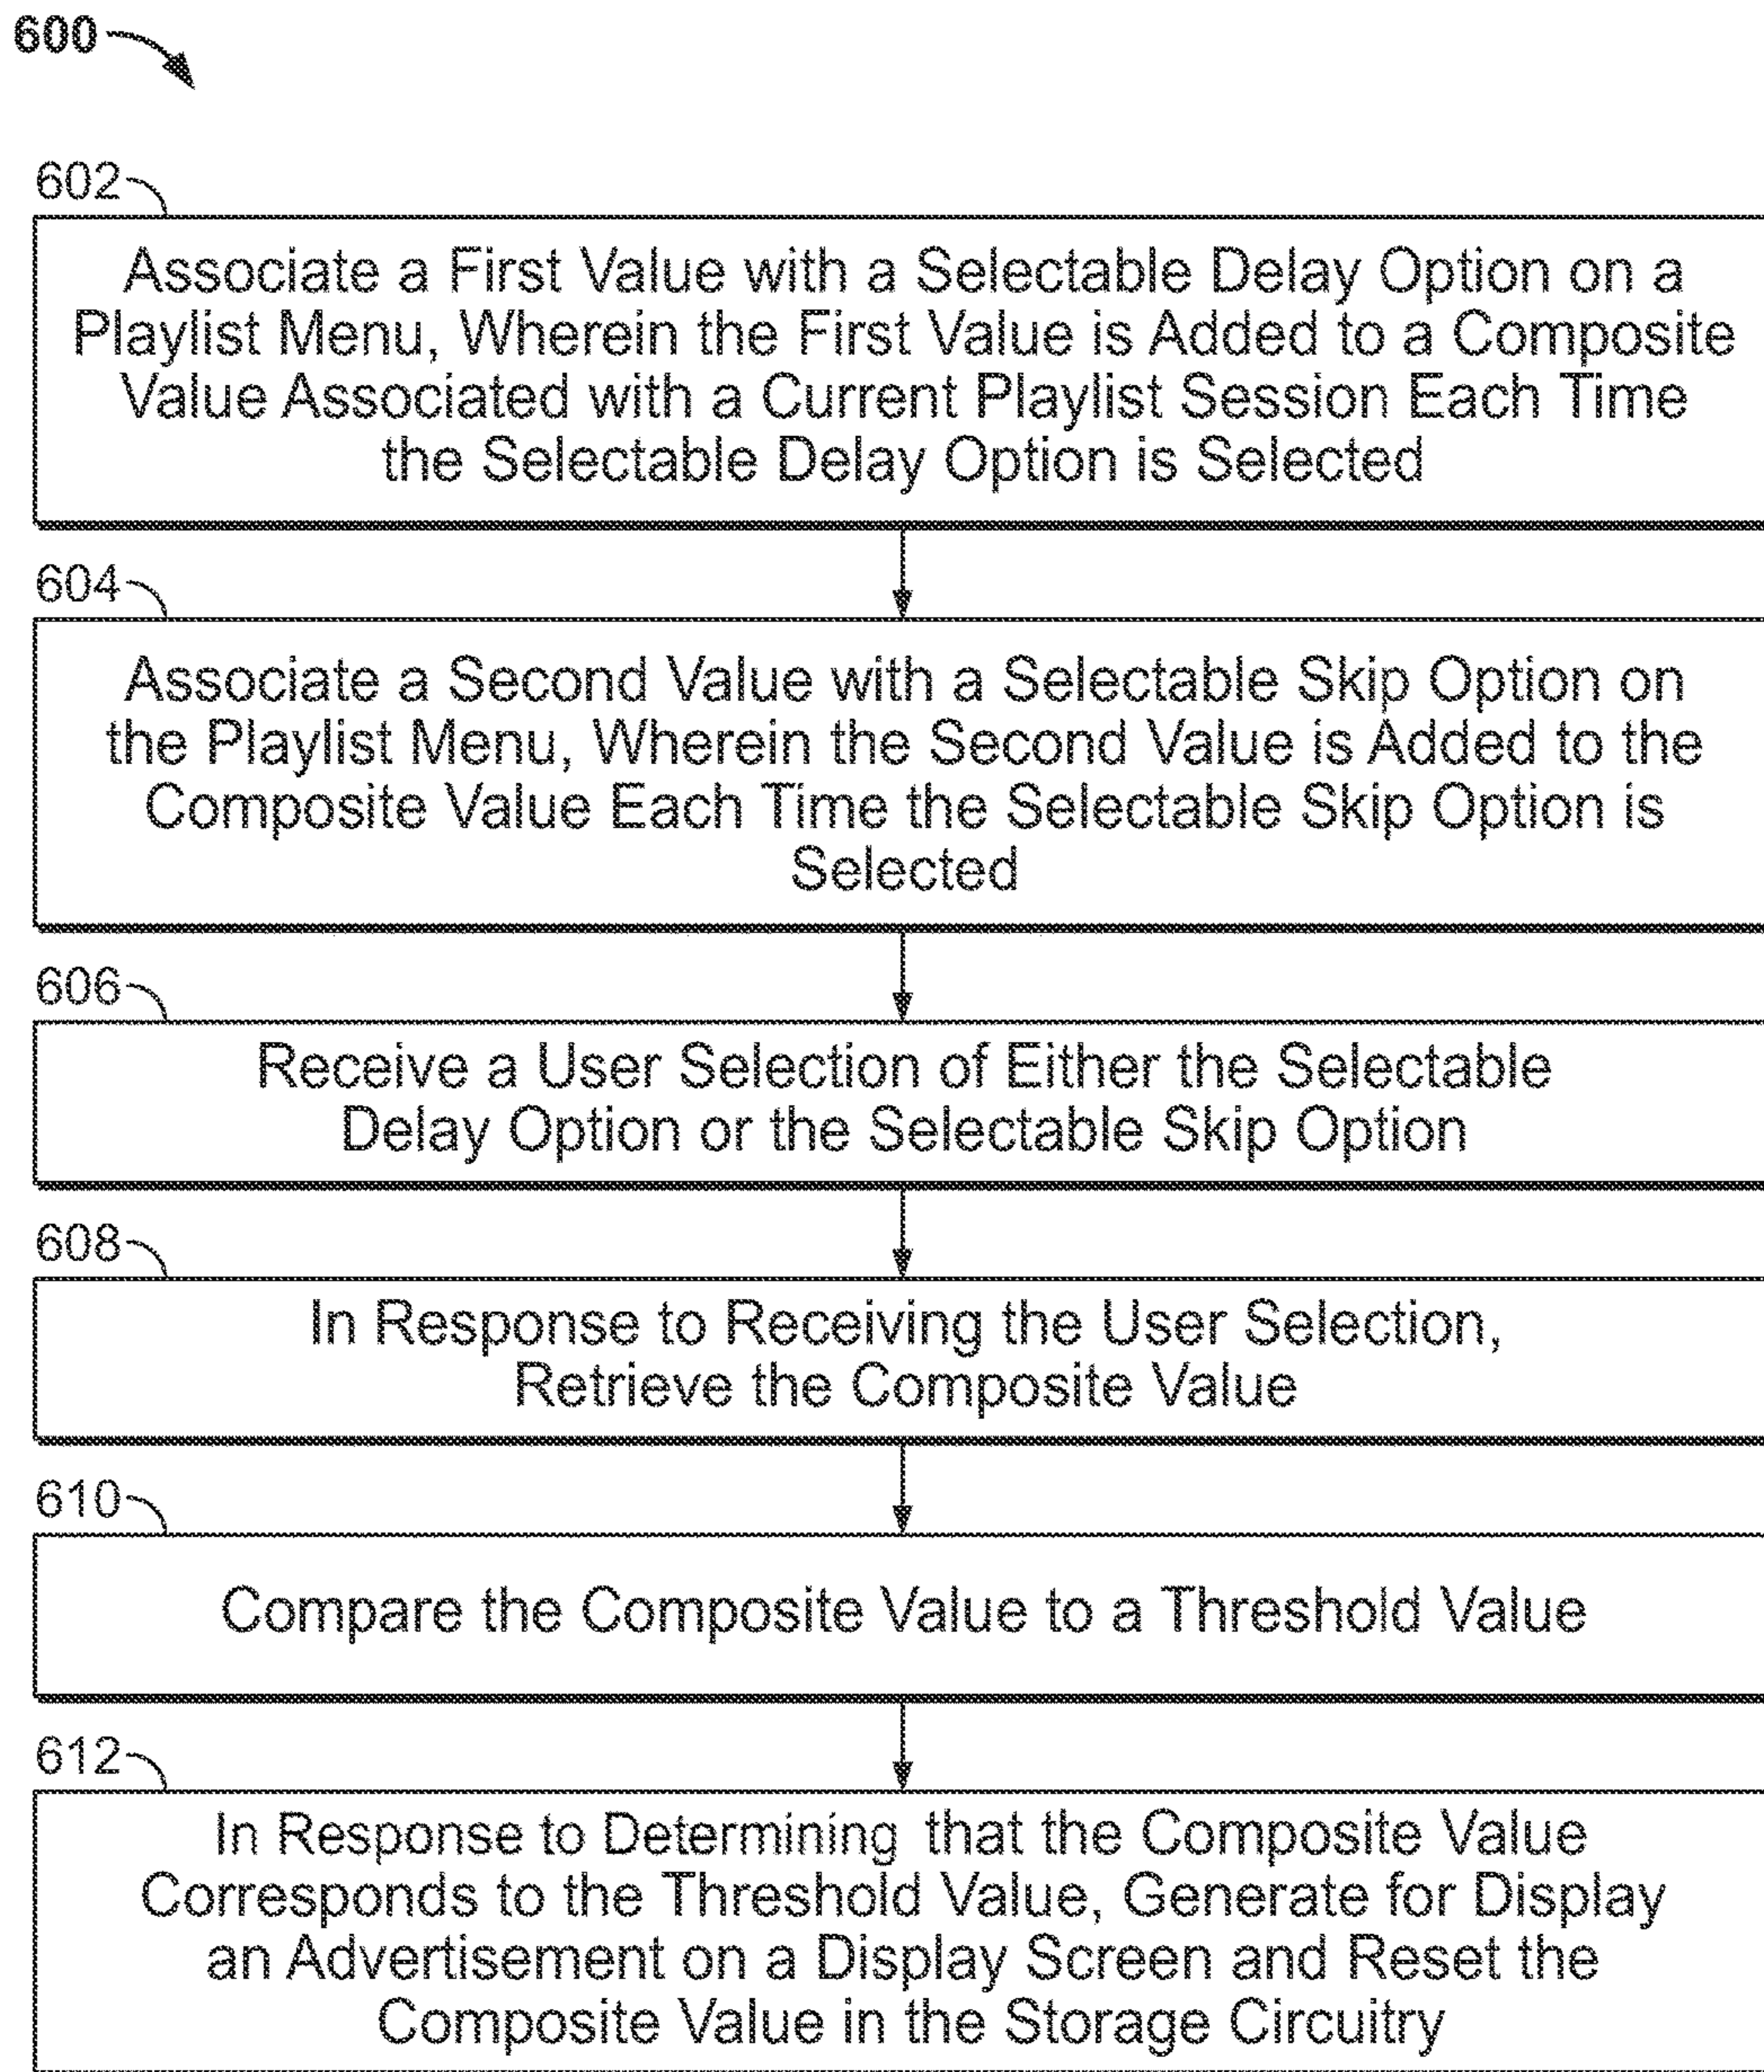 600
602
Associate a First Value with a Selectable Delay Option on a
Playlist Menu, Wherein the First Value is Added to a Composite
Value Associated with a Current Playlist Session Each Time
the Selectable Delay Option is Selected
604
Associate a Second Value with a Selectable Skip Option on
the Playlist Menu, Wherein the Second Value is Added to the
Composite Value Each Time the Selectable Skip Option is
Selected
606
Receive a User Selection of Either the Selectable
Delay Option or the Selectable Skip Option
608
In Response to Receiving the User Selection,
Retrieve the Composite Value
610
Compare the Composite Value to a Threshold Value
612
In Response to Determining that the Composite Value
Corresponds to the Threshold Value, Generate for Display
an Advertisement on a Display Screen and Reset the
Composite Value in the Storage Circuitry